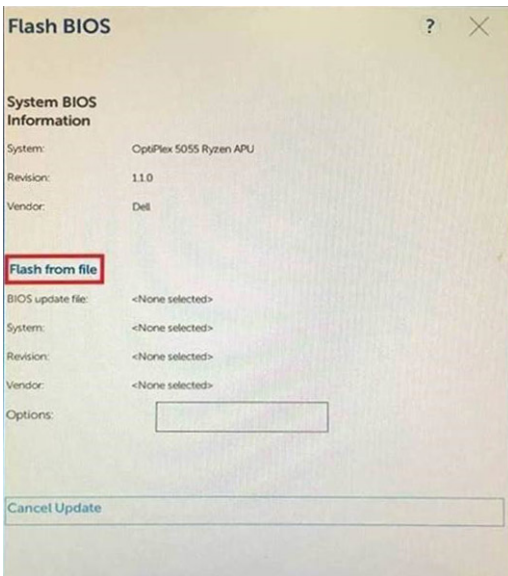 Flash BIOS
?
System BIOS
Information
System: OptiPlex 5055 Ryzen APU
Revision: 1.1.0
Vendor: Dell
Flash from file
BIOS update file: <None selected>
System: <None selected>
Revision: <None selected>
Vendor: <None selected>
Options:
Cancel Update